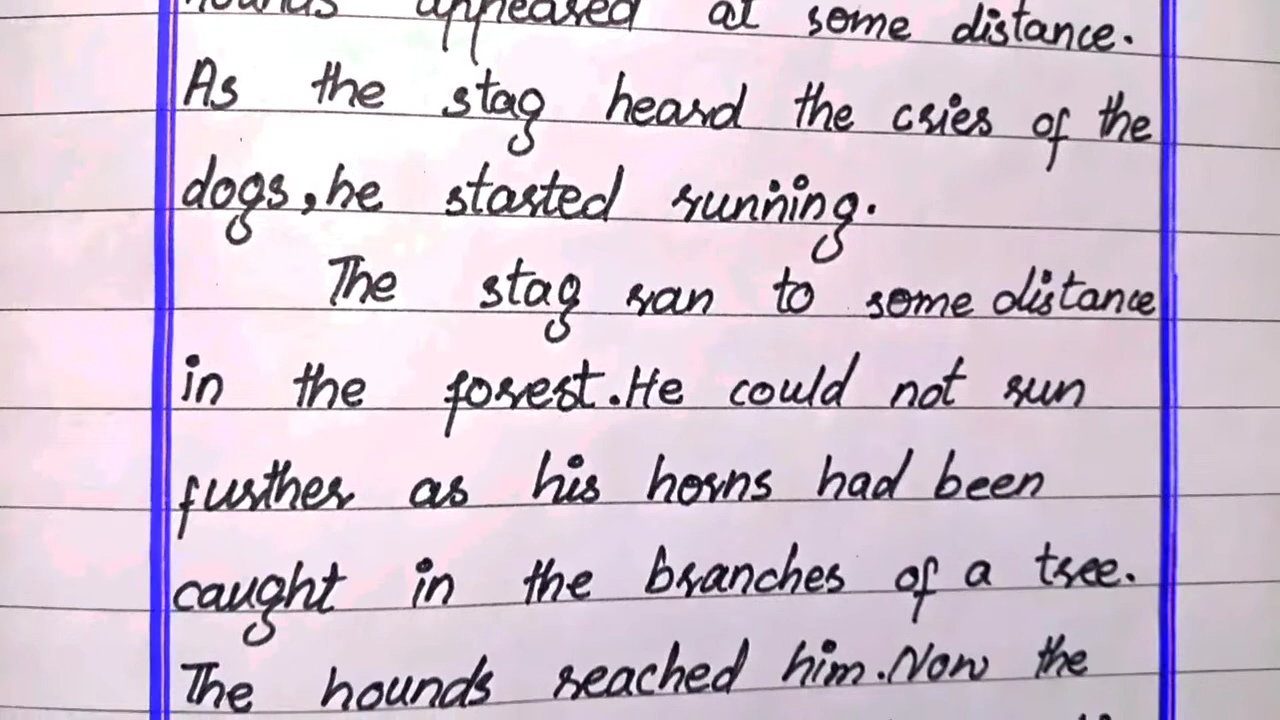 hounds appeared at some distance.
As the stag heard the cries of the
dogs, he started running.
The stag ran to some distance
in the forest. He could not run
further as his horns had been
caught in the branches of a tree.
The hounds reached him. Now the